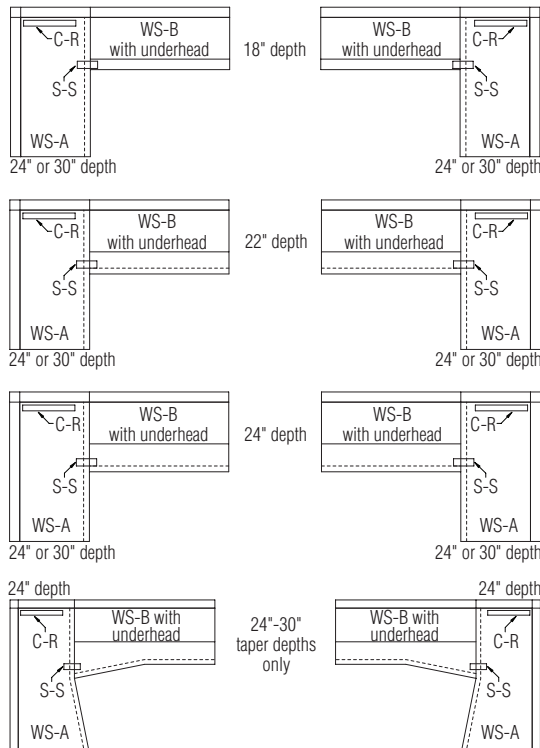 C-R
WS-B
with underhead
S-S
WS-A
24" or 30" depth
18" depth
WS-B
with underhead
C-R
S-S
WS-A
24" or 30" depth
C-R
WS-B
with underhead
S-S
WS-A
24" or 30" depth
22" depth
WS-B
with underhead
C-R
S-S
WS-A
24" or 30" depth
C-R
WS-B
with underhead
S-S
WS-A
24" or 30" depth
24" depth
WS-B
with underhead
C-R
S-S
WS-A
24" or 30" depth
24" depth
C-R
WS-B with
underhead
S-S
WS-A
24"-30"
taper depths
only
24" depth
WS-B with
underhead
C-R
S-S
WS-A